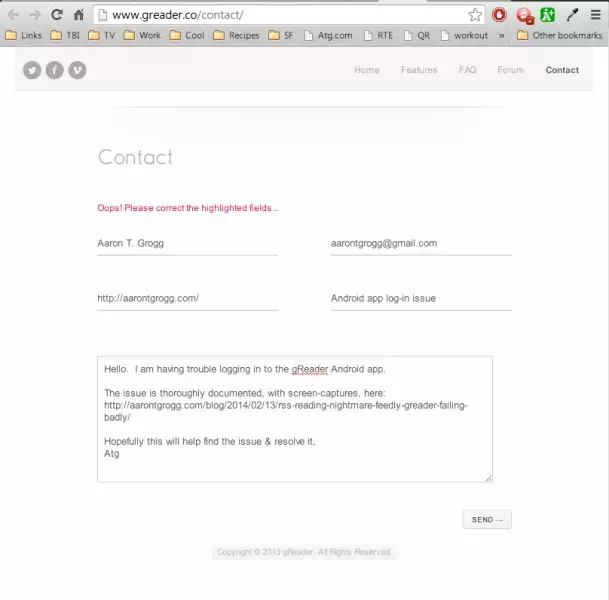 www.greader.co/contact/
Links TBI TV Work Cool Recipes SF Atg.com RTE QR workout » Other bookmarks
Home Features FAQ Forum Contact
Contact
Oops! Please correct the highlighted fields...
Aaron T. Grogg aarontgrogg@gmail.com
http://aarontgrogg.com/ Android app log-in issue
Hello. I am having trouble logging in to the gReader Android app.
The issue is thoroughly documented, with screen-captures, here:
http://aarontgrogg.com/blog/2014/02/13/rss-reading-nightmare-feedly-greader-failing-
badly/
Hopefully this will help find the issue & resolve it,
Atg
SEND →
Copyright © 2013 gReader. All Rights Reserved.